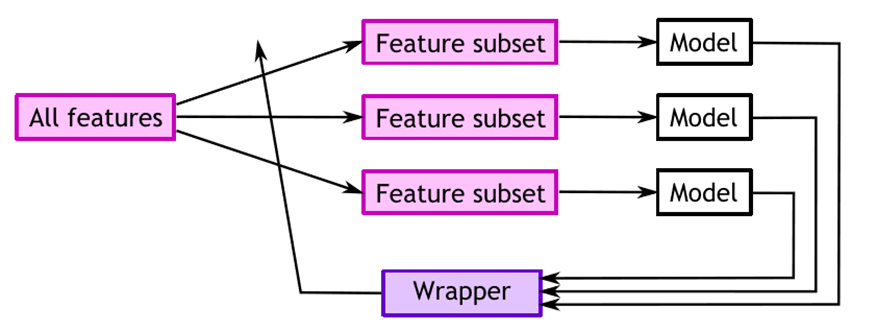 Feature subset
Model
All features
Feature subset
Model
Feature subset
Model
Wrapper